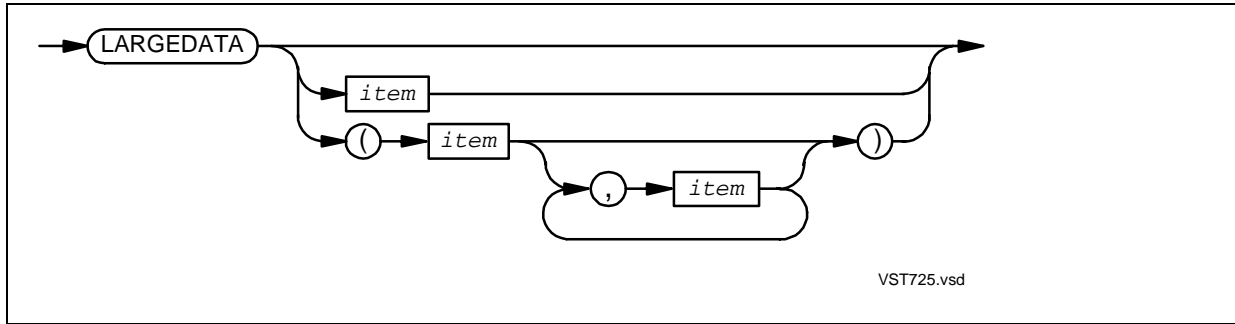 LARGEDATA
item
( item )
, item
VST725.vsd